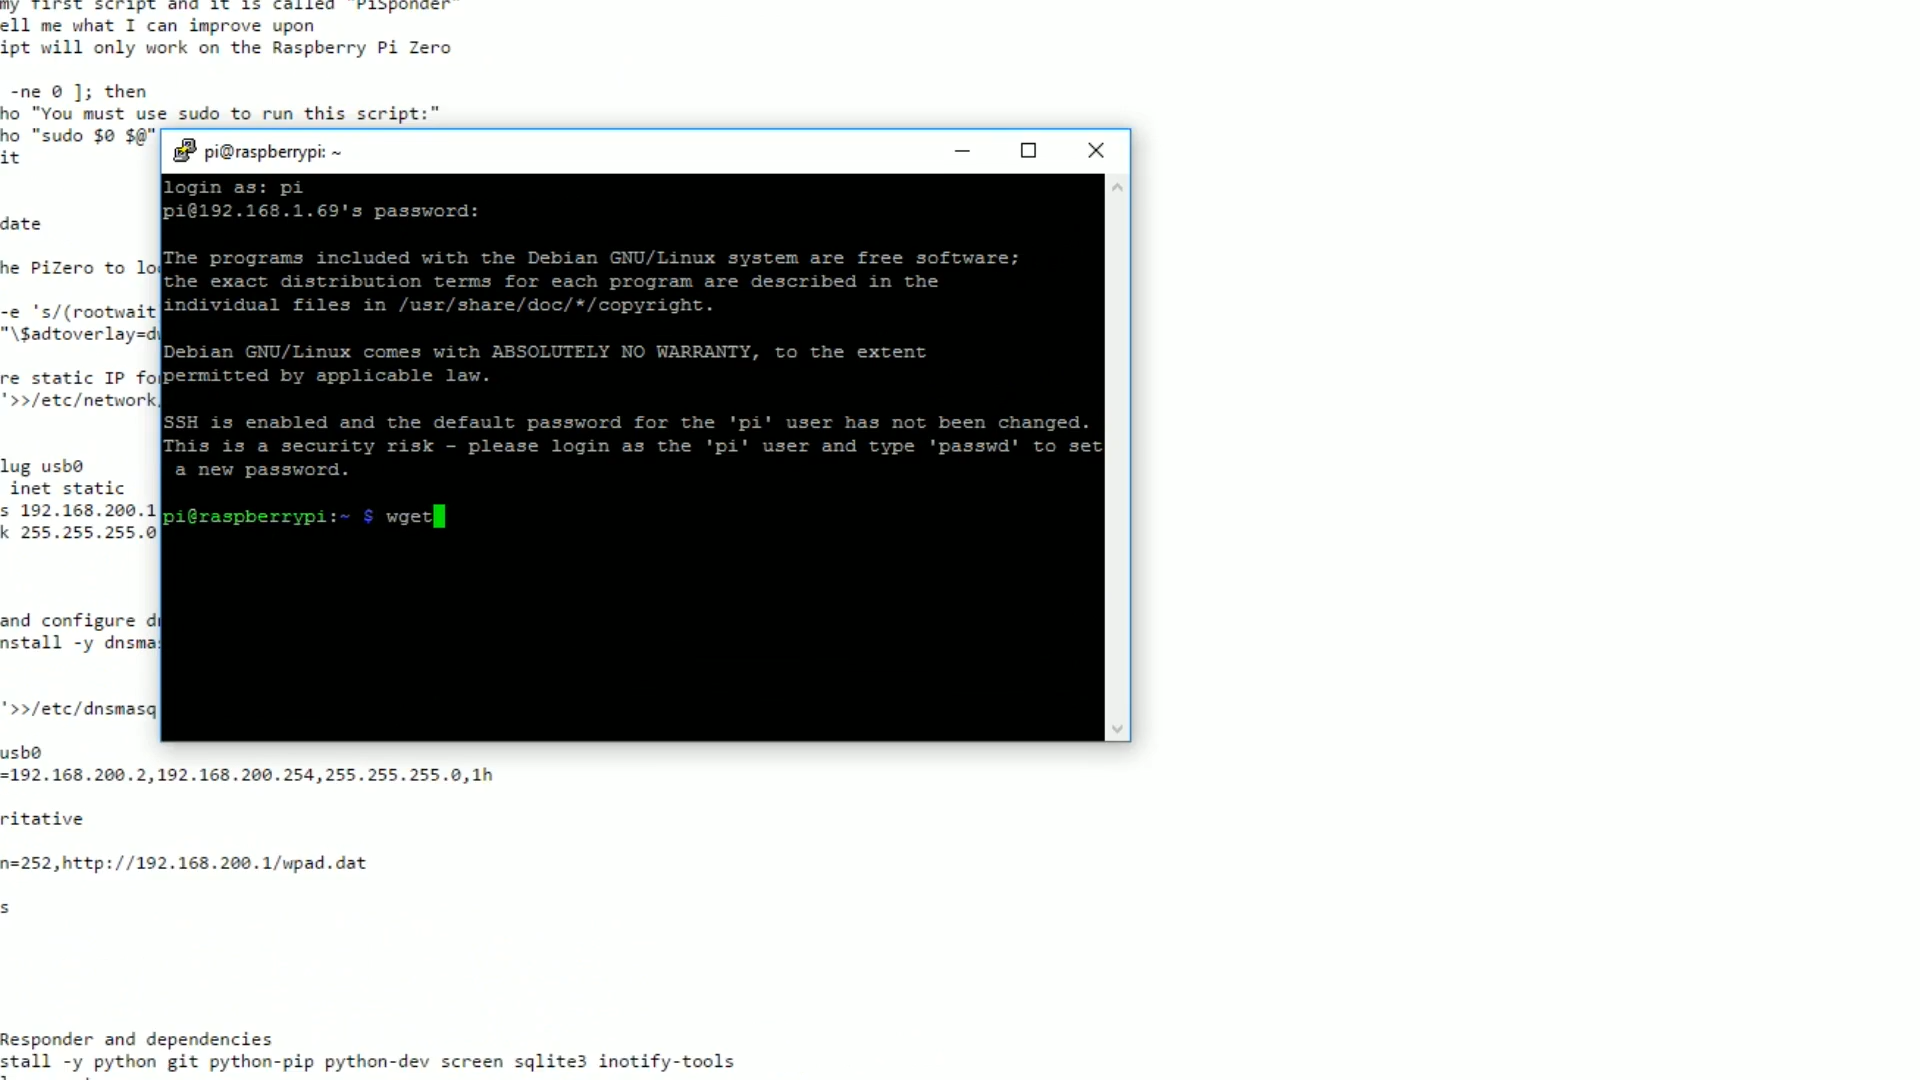 my first script and it is called "PiSponder"
ell me what I can improve upon
ipt will only work on the Raspberry Pi Zero
-ne 0 ]; then
ho "You must use sudo to run this script:"
ho "sudo $0 $@"
it
date
he PiZero to lo
-e 's/(rootwait
"\$adtoverlay=d
re static IP fo
'>>/etc/network
lug usb0
inet static
s 192.168.200.1
k 255.255.255.0
and configure d
nstall -y dnsma
'>>/etc/dnsmasq
usb0
=192.168.200.2,192.168.200.254,255.255.255.0,1h
ritative
n=252,http://192.168.200.1/wpad.dat
s
Responder and dependencies
stall -y python git python-pip python-dev screen sqlite3 inotify-tools
pi@raspberrypi: ~
login as: pi
pi@192.168.1.69's password:
The programs included with the Debian GNU/Linux system are free software;
the exact distribution terms for each program are described in the
individual files in /usr/share/doc/*/copyright.
Debian GNU/Linux comes with ABSOLUTELY NO WARRANTY, to the extent
permitted by applicable law.
SSH is enabled and the default password for the 'pi' user has not been changed.
This is a security risk - please login as the 'pi' user and type 'passwd' to set
a new password.
pi@raspberrypi:~ $ wget